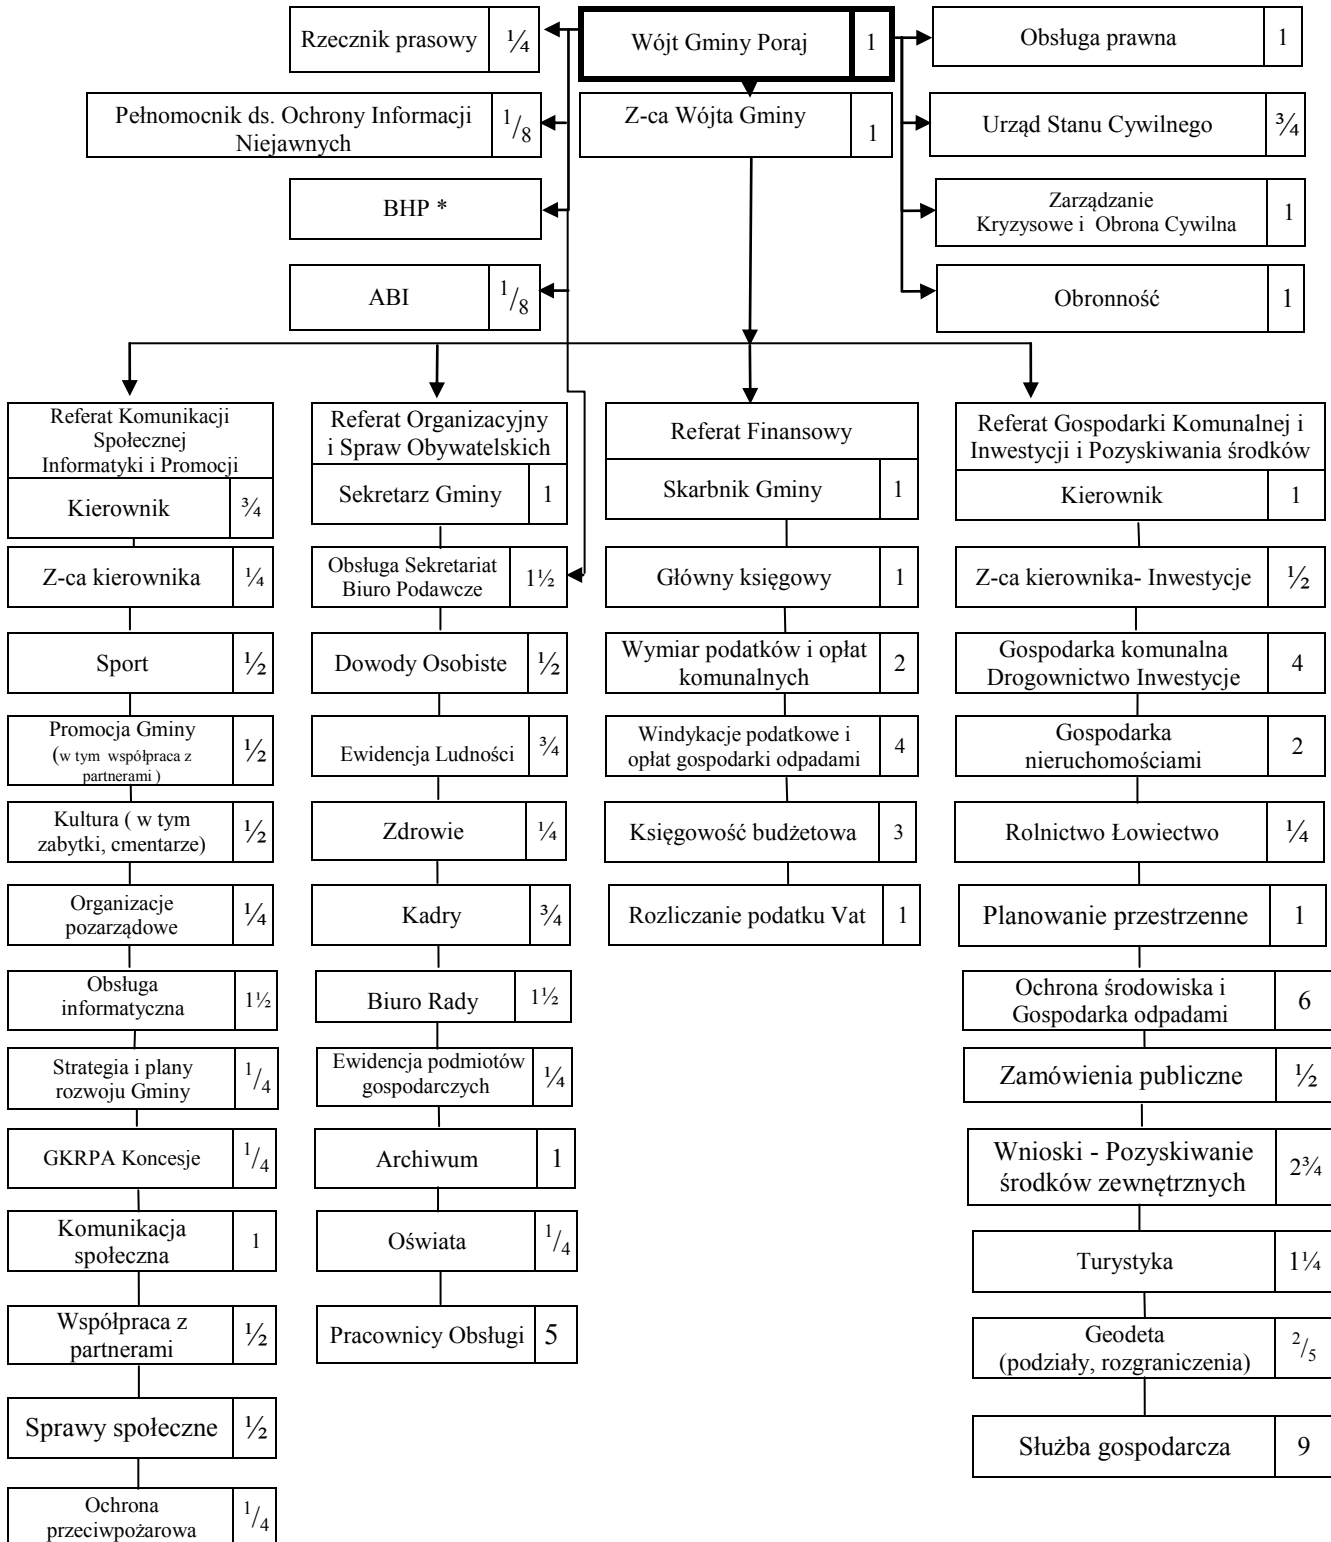 Rzecznik prasowy ¼
Wójt Gminy Poraj 1
Obsługa prawna 1
Pełnomocnik ds. Ochrony Informacji
Niejawnych 1/8
Z-ca Wójta Gminy 1
Urząd Stanu Cywilnego ¾
BHP *
Zarządzanie
Kryzysowe i Obrona Cywilna 1
ABI 1/8
Obronność 1
Referat Komunikacji
Społecznej
Informatyki i Promocji
Kierownik ¾
Z-ca kierownika ¼
Sport ½
Promocja Gminy
(w tym współpraca z
partnerami ) ½
Kultura ( w tym
zabytki, cmentarze) ½
Organizacje
pozarządowe ¼
Obsługa
informatyczna 1½
Strategia i plany
rozwoju Gminy 1/4
GKRPA Koncesje 1/4
Komunikacja
społeczna 1
Współpraca z
partnerami ½
Sprawy społeczne ½
Ochrona
przeciwpożarowa 1/4
Referat Organizacyjny
i Spraw Obywatelskich
Sekretarz Gminy 1
Obsługa Sekretariat
Biuro Podawcze 1½
Dowody Osobiste ½
Ewidencja Ludności ¾
Zdrowie ¼
Kadry ¾
Biuro Rady 1½
Ewidencja podmiotów
gospodarczych ¼
Archiwum 1
Oświata 1/4
Pracownicy Obsługi 5
Referat Finansowy
Skarbnik Gminy 1
Główny księgowy 1
Wymiar podatków i opłat
komunalnych 2
Windykacje podatkowe i
opłat gospodarki odpadami 4
Księgowość budżetowa 3
Rozliczanie podatku Vat 1
Referat Gospodarki Komunalnej i
Inwestycji i Pozyskiwania środków
Kierownik 1
Z-ca kierownika- Inwestycje ½
Gospodarka komunalna
Drogownictwo Inwestycje 4
Gospodarka
nieruchomościami 2
Rolnictwo Łowiectwo ¼
Planowanie przestrzenne 1
Ochrona środowiska i
Gospodarka odpadami 6
Zamówienia publiczne ½
Wnioski - Pozyskiwanie
środków zewnętrznych 2¾
Turystyka 1¼
Geodeta
(podziały, rozgraniczenia) 2/5
Służba gospodarcza 9